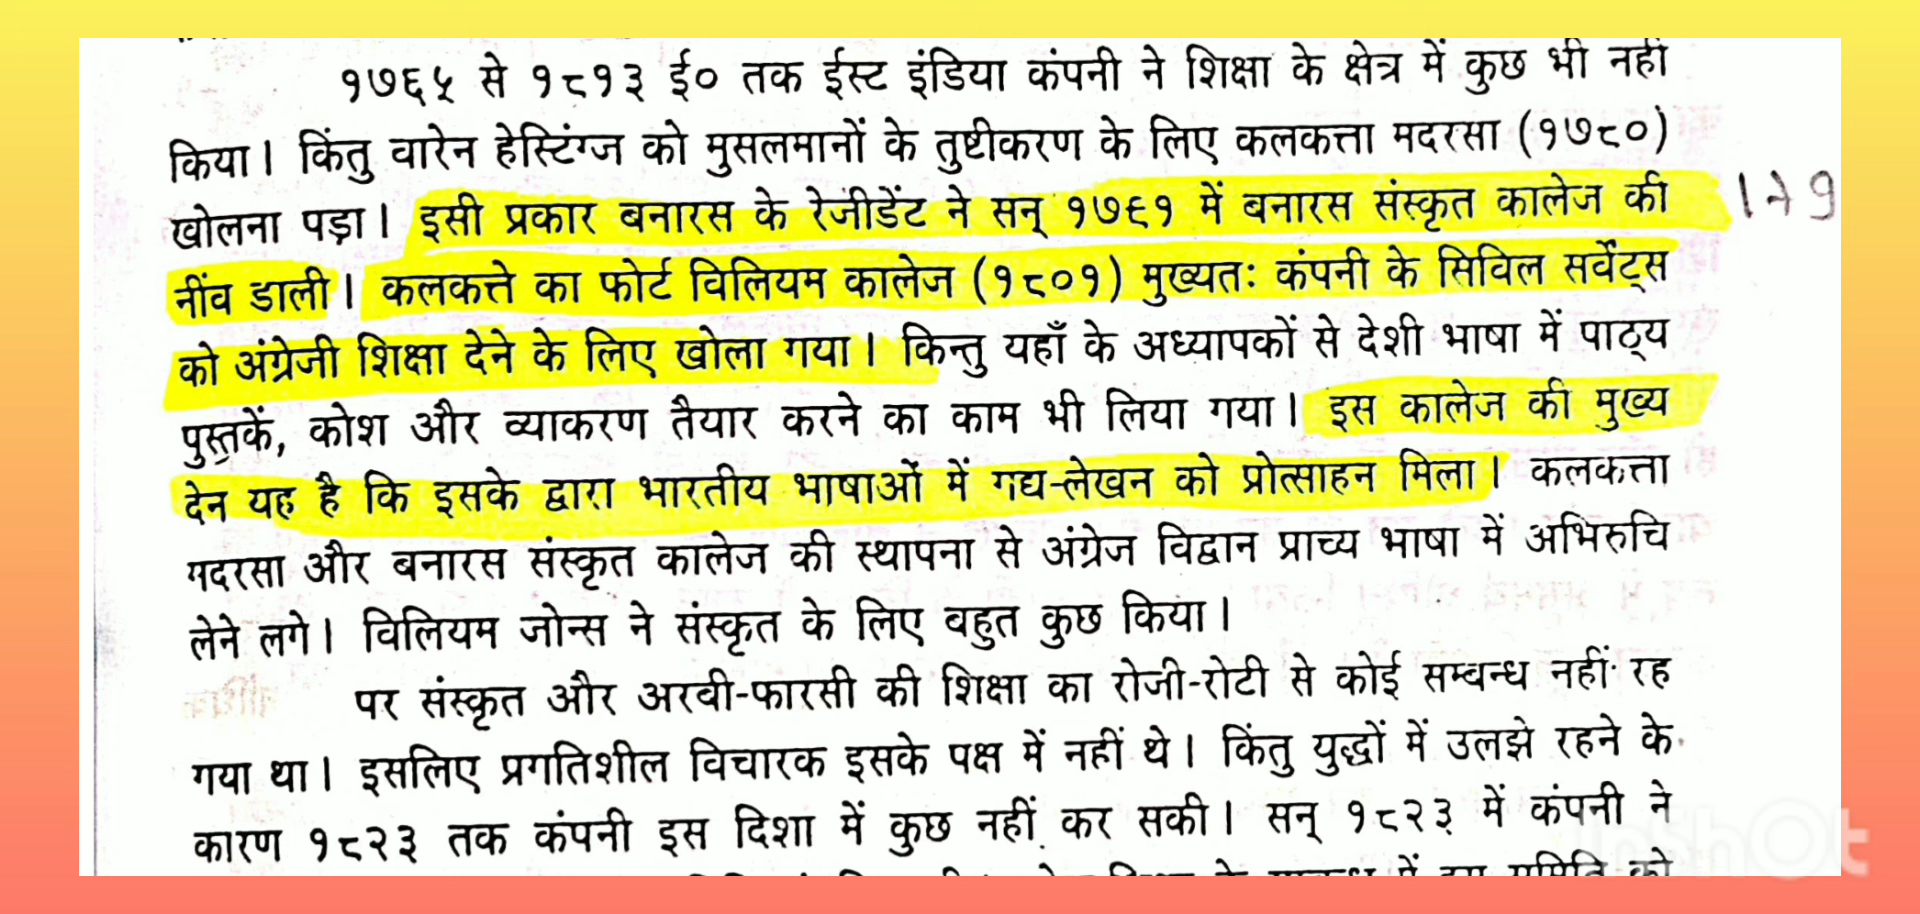 १७६५ से १८१३ ई० तक ईस्ट इंडिया कंपनी ने शिक्षा के क्षेत्र में कुछ भी नहीं
किया। किंतु वारेन हेस्टिंग्ज को मुसलमानों के तुष्टीकरण के लिए कलकत्ता मदरसा (१७८०)
खोलना पड़ा। इसी प्रकार बनारस के रेजीडेंट ने सन् १७९१ में बनारस संस्कृत कालेज की
नींव डाली। कलकत्ते का फोर्ट विलियम कालेज (१८०१) मुख्यतः कंपनी के सिविल सर्वेंट्स
को अंग्रेजी शिक्षा देने के लिए खोला गया। किन्तु यहाँ के अध्यापकों से देशी भाषा में पाठ्य
पुस्तकें, कोश और व्याकरण तैयार करने का काम भी लिया गया। इस कालेज की मुख्य
देन यह है कि इसके द्वारा भारतीय भाषाओं में गद्य-लेखन को प्रोत्साहन मिला। कलकत्ता
मदरसा और बनारस संस्कृत कालेज की स्थापना से अंग्रेज विद्वान प्राच्य भाषा में अभिरुचि
लेने लगे। विलियम जोन्स ने संस्कृत के लिए बहुत कुछ किया।
पर संस्कृत और अरबी-फारसी की शिक्षा का रोजी-रोटी से कोई सम्बन्ध नहीं रह
गया था। इसलिए प्रगतिशील विचारक इसके पक्ष में नहीं थे। किंतु युद्धों में उलझे रहने के
कारण १८२३ तक कंपनी इस दिशा में कुछ नहीं कर सकी। सन् १८२३ में कंपनी ने
InShOt